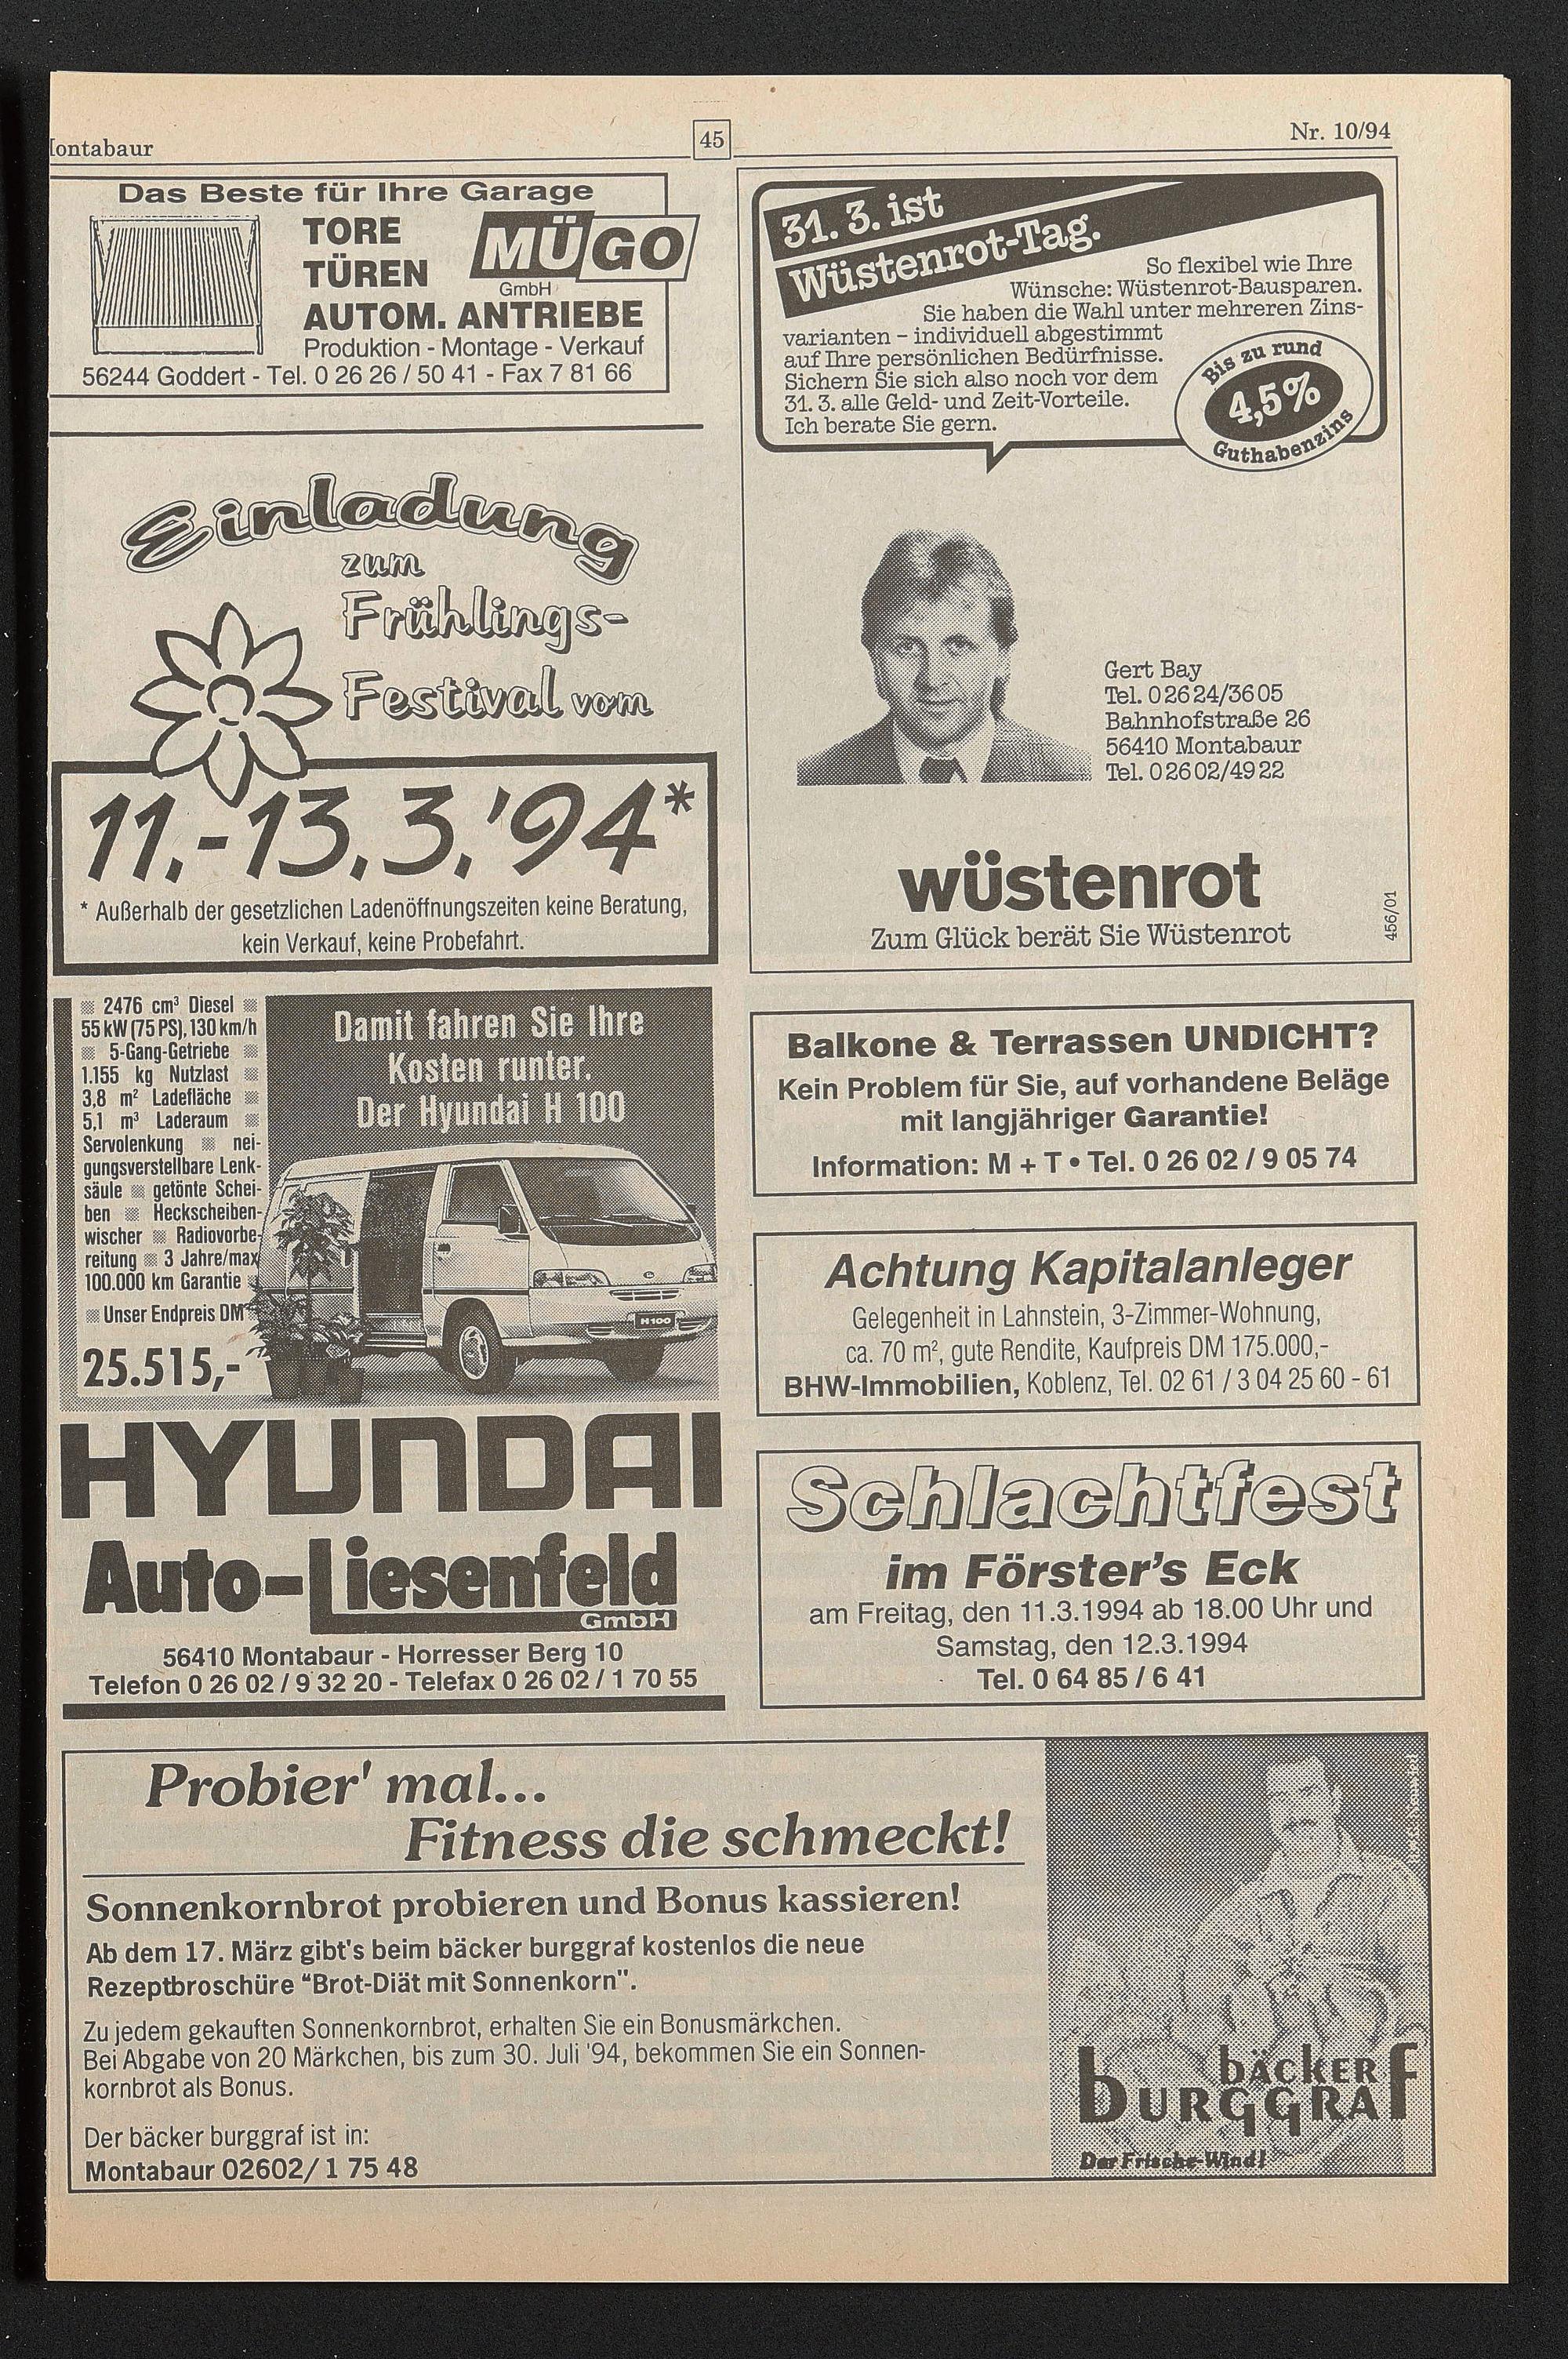 ontabaur
45
Nr. 10/94
Das Beste für Ihre Garage
TORE
TÜREN
MÜGO
GmbH
AUTOM. ANTRIEBE
Produktion - Montage - Verkauf
56244 Goddert - Tel. 0 26 26 / 50 41 - Fax 7 81 66
Einladung
zum
Frühlings-
Festival vom
11.-13.3.'94*
* Außerhalb der gesetzlichen Ladenöffnungszeiten keine Beratung,
kein Verkauf, keine Probefahrt.
2476 cm³ Diesel
55 kW (75 PS), 130 km/h
5-Gang-Getriebe
1.155 kg Nutzlast
3,8 m² Ladefläche
5,1 m³ Laderaum
Servolenkung nei-
gungsverstellbare Lenk-
säule getönte Schei-
ben Heckscheiben-
wischer Radiovorbe-
reitung 3 Jahre/max
100.000 km Garantie
Unser Endpreis DM
25.515,-
Damit fahren Sie Ihre
Kosten runter.
Der Hyundai H 100
H100
HYUNDAI
Auto-Liesenfeld
GmbH
56410 Montabaur - Horresser Berg 10
Telefon 0 26 02 / 9 32 20 - Telefax 0 26 02 / 1 70 55
31. 3. ist
Wüstenrot-Tag.
So flexibel wie Ihre
Wünsche: Wüstenrot-Bausparen.
Sie haben die Wahl unter mehreren Zins-
varianten – individuell abgestimmt
auf Ihre persönlichen Bedürfnisse.
Sichern Sie sich also noch vor dem
31. 3. alle Geld- und Zeit-Vorteile.
Ich berate Sie gern.
Bis zu rund
4,5%
Guthabenzins
Gert Bay
Tel. 02624/3605
Bahnhofstraße 26
56410 Montabaur
Tel. 02602/4922
wüstenrot
Zum Glück berät Sie Wüstenrot
456/01
Balkone & Terrassen UNDICHT?
Kein Problem für Sie, auf vorhandene Beläge
mit langjähriger Garantie!
Information: M + T • Tel. 0 26 02 / 9 05 74
Achtung Kapitalanleger
Gelegenheit in Lahnstein, 3-Zimmer-Wohnung,
ca. 70 m², gute Rendite, Kaufpreis DM 175.000,-
BHW-Immobilien, Koblenz, Tel. 02 61 / 3 04 25 60 - 61
Schlachtfest
im Förster's Eck
am Freitag, den 11.3.1994 ab 18.00 Uhr und
Samstag, den 12.3.1994
Tel. 0 64 85 / 6 41
Probier' mal...
Fitness die schmeckt!
Sonnenkornbrot probieren und Bonus kassieren!
Ab dem 17. März gibt's beim bäcker burggraf kostenlos die neue
Rezeptbroschüre "Brot-Diät mit Sonnenkorn".
Zu jedem gekauften Sonnenkornbrot, erhalten Sie ein Bonusmärkchen.
Bei Abgabe von 20 Märkchen, bis zum 30. Juli '94, bekommen Sie ein Sonnen-
kornbrot als Bonus.
Der bäcker burggraf ist in:
Montabaur 02602/ 1 75 48
bäcker
burggraf
Der Frische-Wind!